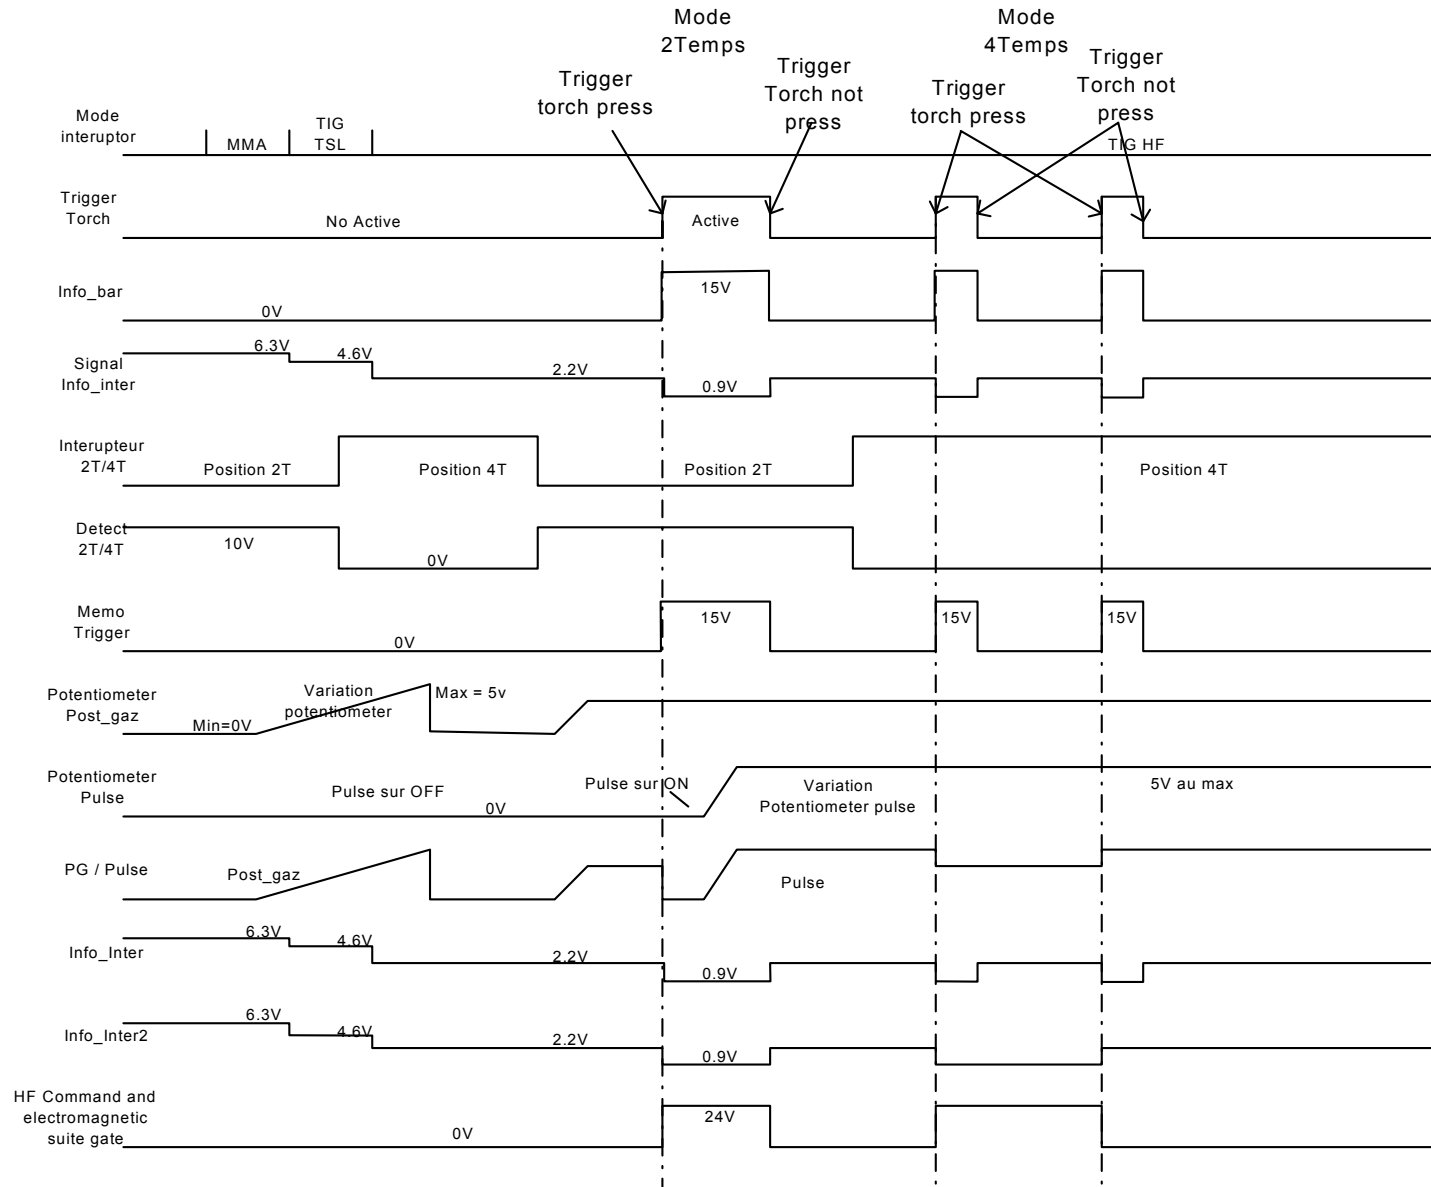 Mode
2Temps
Mode
4Temps
Trigger
torch press
Trigger
Torch not
press
Trigger
torch press
Trigger
Torch not
press
Mode
interuptor
MMA
TIG
TSL
TIG HF
Trigger
Torch
No Active
Active
Info_bar
0V
15V
Signal
Info_inter
6.3V
4.6V
2.2V
0.9V
Interupteur
2T/4T
Position 2T
Position 4T
Position 2T
Position 4T
Detect
2T/4T
10V
0V
Memo
Trigger
0V
15V
15V
15V
Potentiometer
Post_gaz
Min=0V
Variation
potentiometer
Max = 5v
Potentiometer
Pulse
Pulse sur OFF
0V
Pulse sur ON
Variation
Potentiometer pulse
5V au max
PG / Pulse
Post_gaz
Pulse
Info_Inter
6.3V
4.6V
2.2V
0.9V
Info_Inter2
6.3V
4.6V
2.2V
0.9V
HF Command and
electromagnetic
suite gate
0V
24V